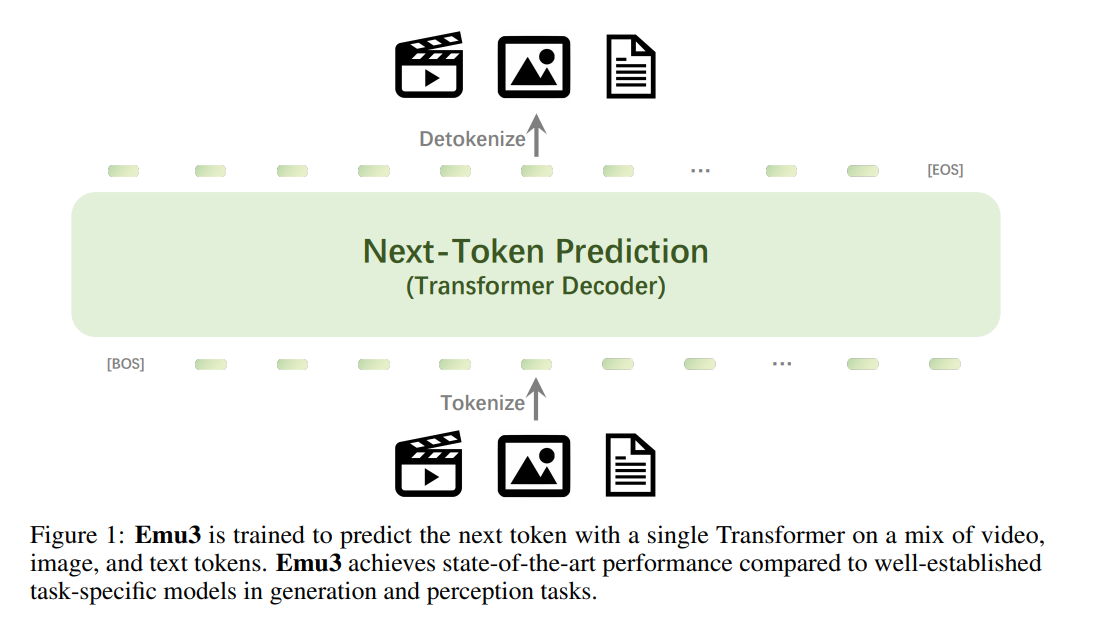 Detokenize
... [EOS]
Next-Token Prediction
(Transformer Decoder)
[BOS] ...
Tokenize
Figure 1: Emu3 is trained to predict the next token with a single Transformer on a mix of video,
image, and text tokens. Emu3 achieves state-of-the-art performance compared to well-established
task-specific models in generation and perception tasks.